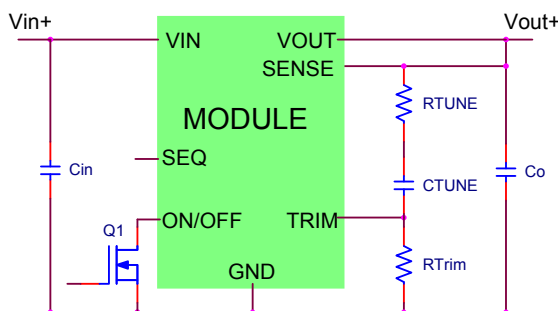 Vin+
Vout+
VIN
VOUT
SENSE
RTUNE
MODULE
Cin
SEQ
CTUNE
Co
Q1
ON/OFF
TRIM
GND
RTrim